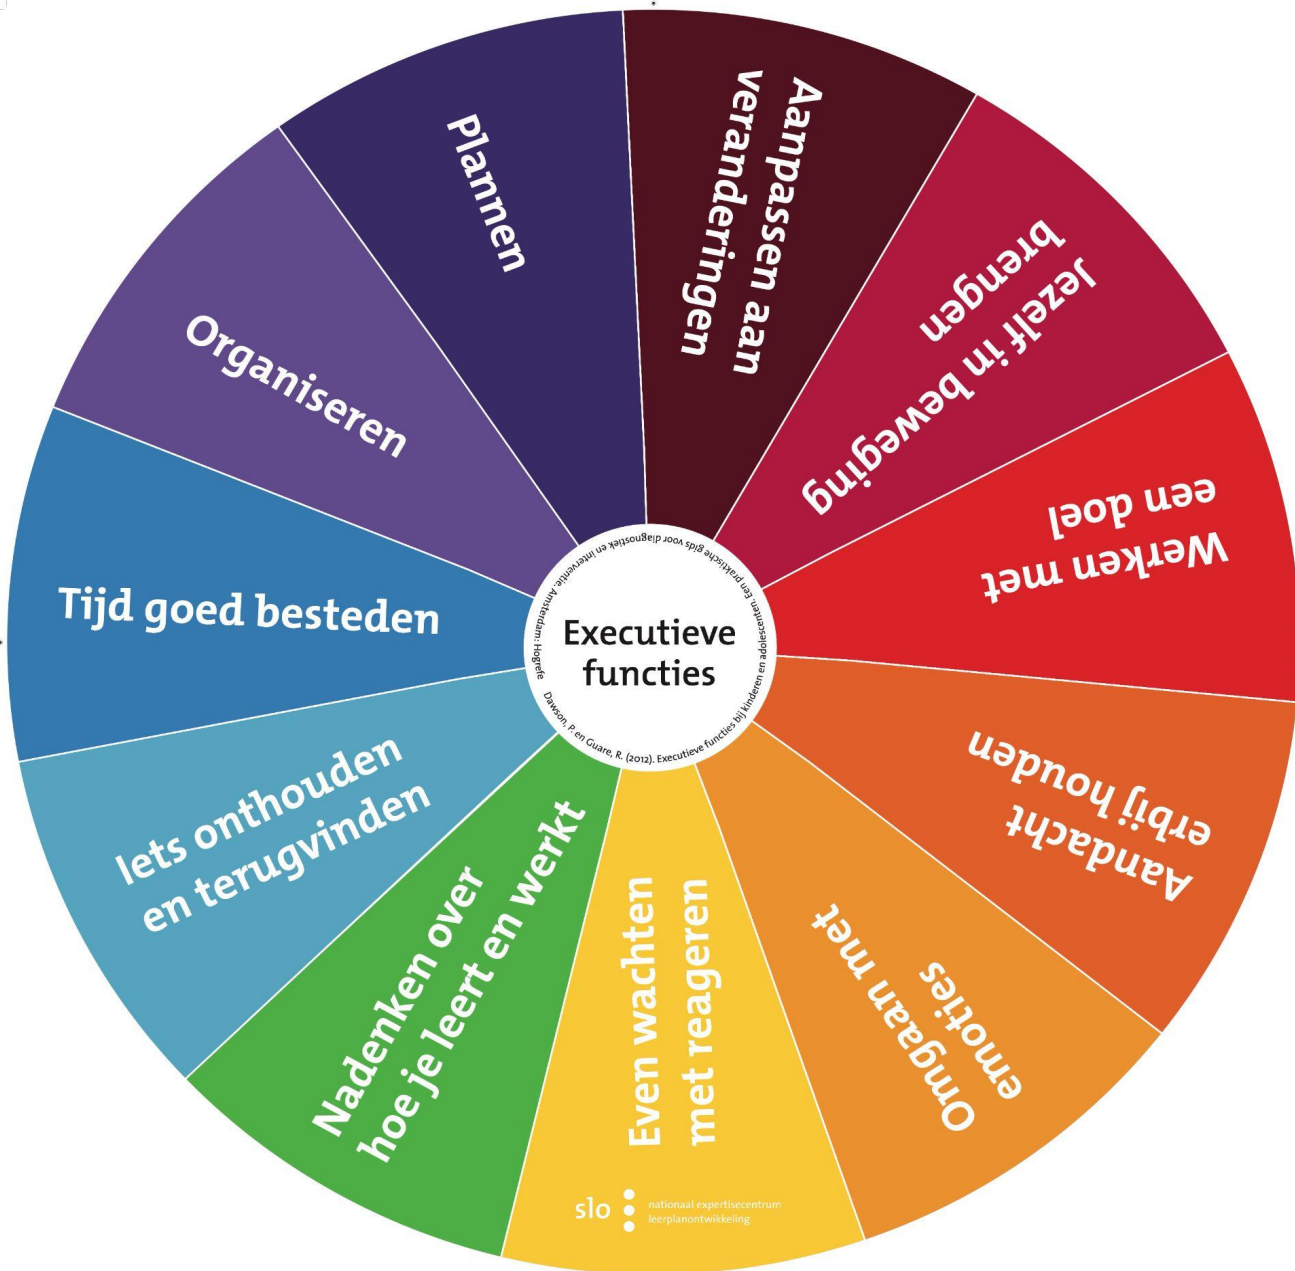 Executieve
functies
Dawson, P. en Guare, R. (2012). Executieve functies bij kinderen en adolescenten. Een praktische gids voor diagnostiek en interventie. Amsterdam: Hogrefe
Aanpassen aan
veranderingen
Jezelf in beweging
brengen
Werken met
een doel
Aandacht
erbij houden
Omgaan met
emoties
Even wachten
met reageren
Nadenken over
hoe je leert en werkt
Iets onthouden
en terugvinden
Tijd goed besteden
Organiseren
Plannen
slo
nationaal expertisecentrum
leerplanontwikkeling